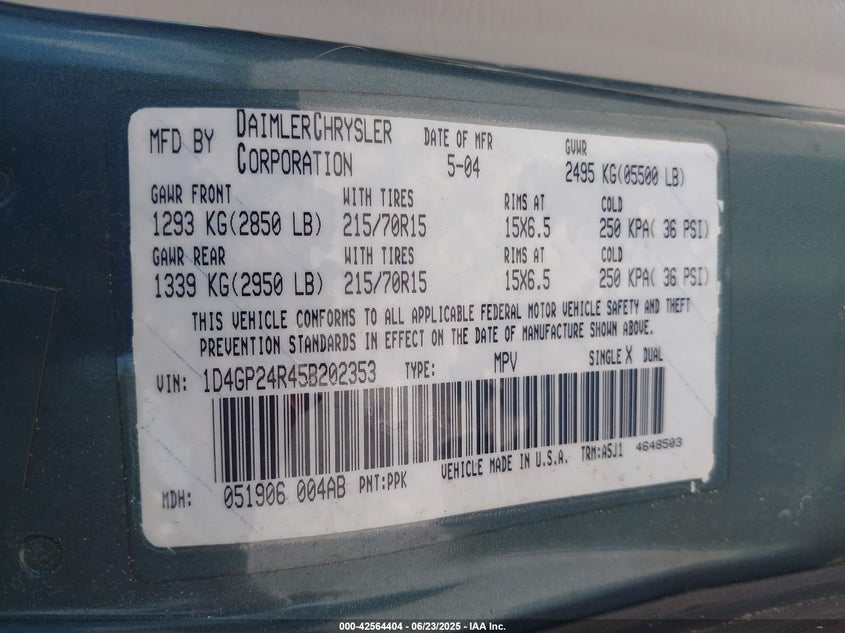 MFD BY DAIMLERCHRYSLER CORPORATION DATE OF MFR 5-04 GVWR 2495 KG(05500 LB)
GAWR FRONT WITH TIRES RIMS AT COLD
1293 KG(2850 LB) 215/70R15 15X6.5 250 KPA( 36 PSI)
GAWR REAR WITH TIRES RIMS AT COLD
1339 KG(2950 LB) 215/70R15 15X6.5 250 KPA( 36 PSI)
THIS VEHICLE CONFORMS TO ALL APPLICABLE FEDERAL MOTOR VEHICLE SAFETY AND THEFT
PREVENTION STANDARDS IN EFFECT ON THE DATE OF MANUFACTURE SHOWN ABOVE.
VIN: 1D4GP24R45B202353 TYPE: MPV SINGLE X DUAL
MDH: 051906 004AB PNT:PPK VEHICLE MADE IN U.S.A. TRM:A5J1 4648503
000-42564404 - 06/23/2025 - IAA Inc.